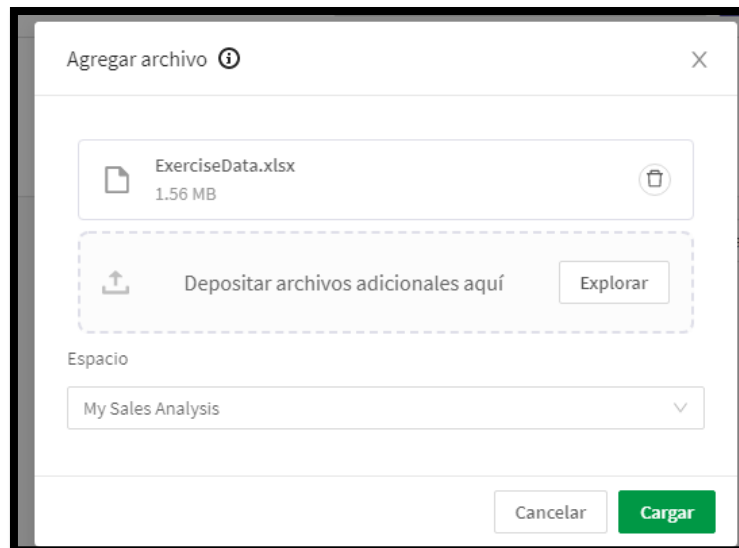 Agregar archivo
ExerciseData.xlsx
1.56 MB
Depositar archivos adicionales aquí
Explorar
Espacio
My Sales Analysis
Cancelar
Cargar